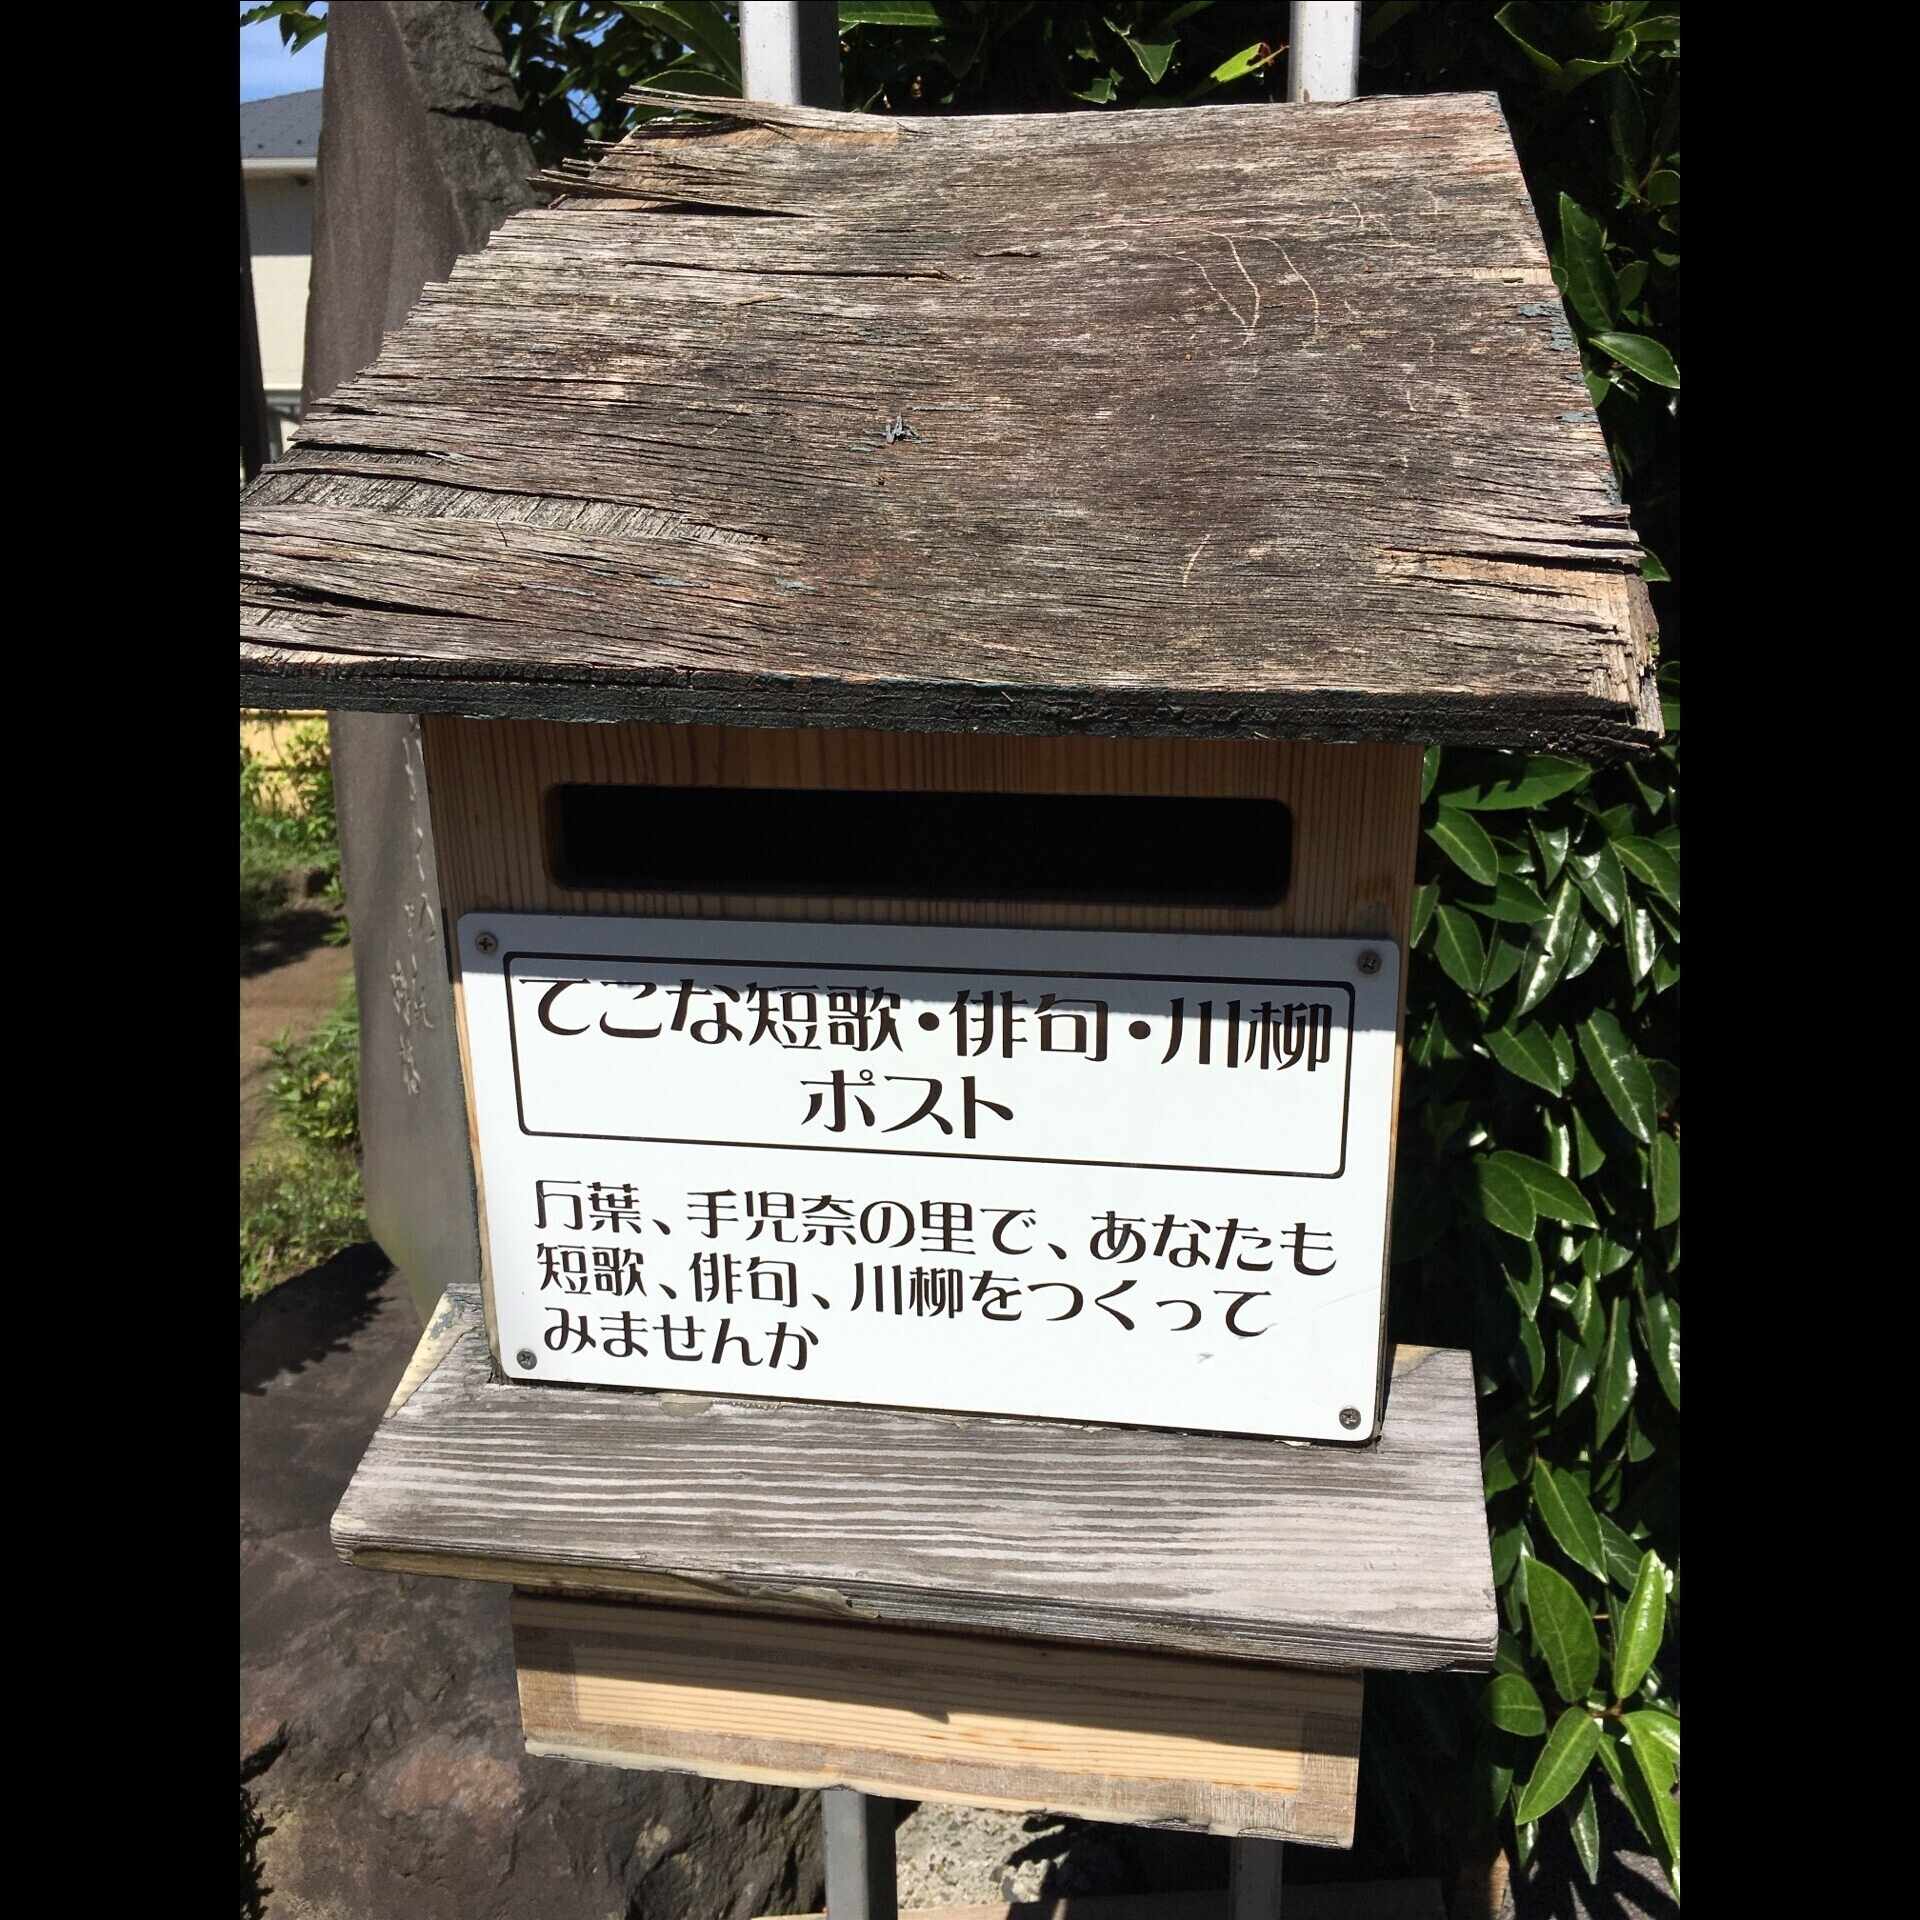 てこな短歌・俳句・川柳
ポスト
万葉、手児奈の里で、あなたも
短歌、俳句、川柳をつくって
みませんか